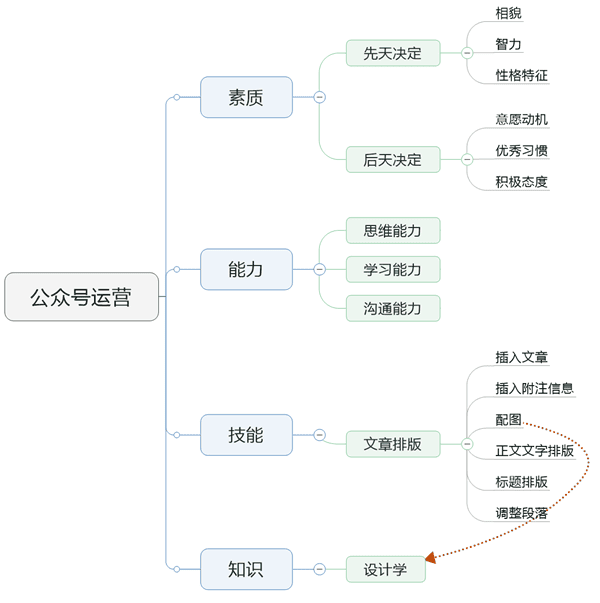 公众号运营
素质
先天决定
相貌
智力
性格特征
后天决定
意愿动机
优秀习惯
积极态度
能力
思维能力
学习能力
沟通能力
技能
文章排版
插入文章
插入附注信息
配图
正文文字排版
标题排版
调整段落
知识
设计学